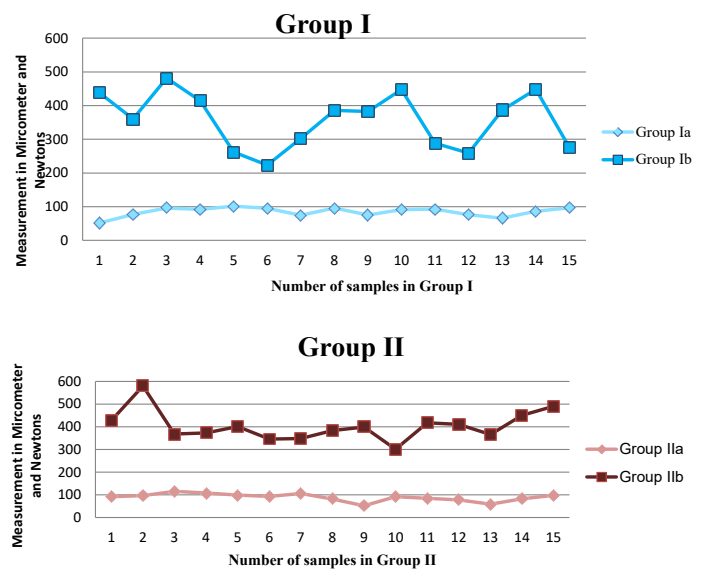 Group I
Measurement in Mircometer and
Newtons
600
500
400
300
200
100
0
1 2 3 4 5 6 7 8 9 10 11 12 13 14 15
Number of samples in Group I
Group Ia
Group Ib
Group II
Measurement in Mircometer
and Newtons
600
500
400
300
200
100
0
1 2 3 4 5 6 7 8 9 10 11 12 13 14 15
Number of samples in Group II
Group IIa
Group IIb